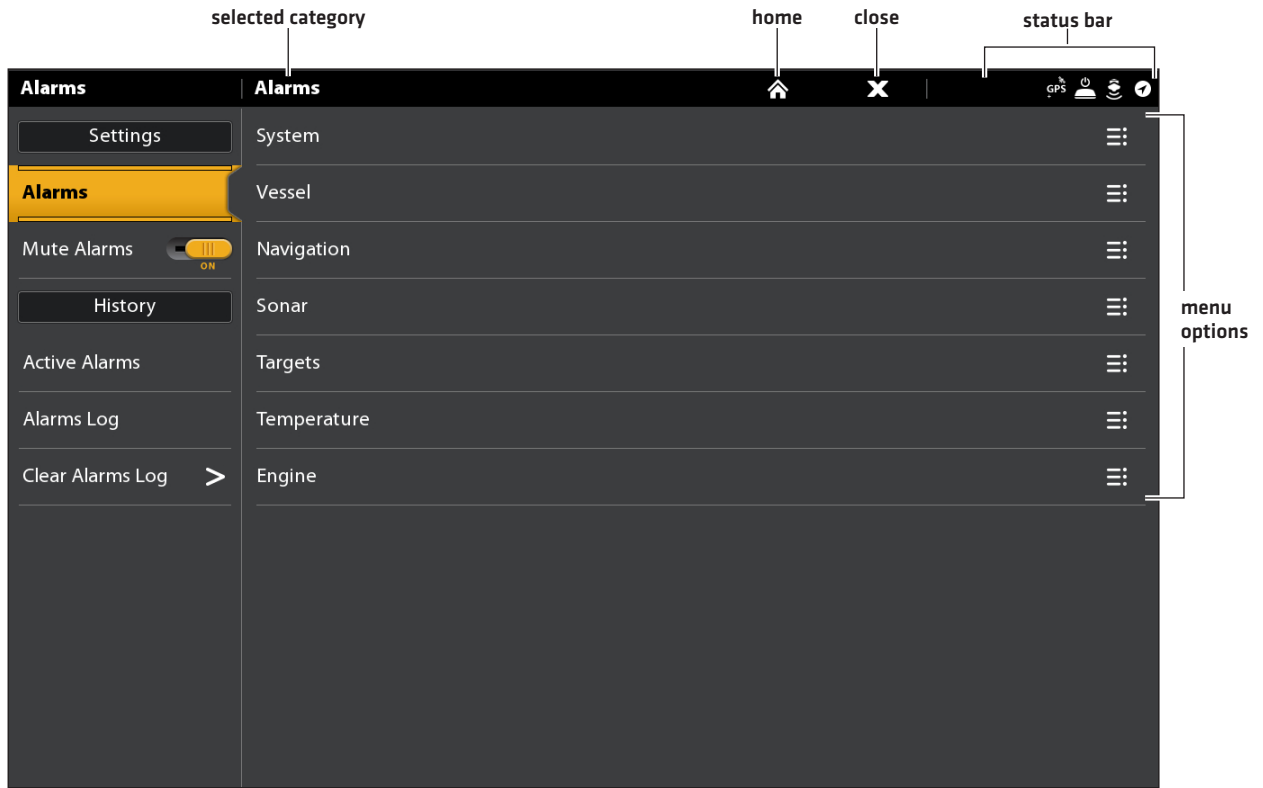 selected category
home
close
status bar
Alarms
Alarms
GPS
Settings
System
Alarms
Vessel
Mute Alarms
ON
Navigation
History
Sonar
menu
options
Active Alarms
Targets
Alarms Log
Temperature
Clear Alarms Log
Engine